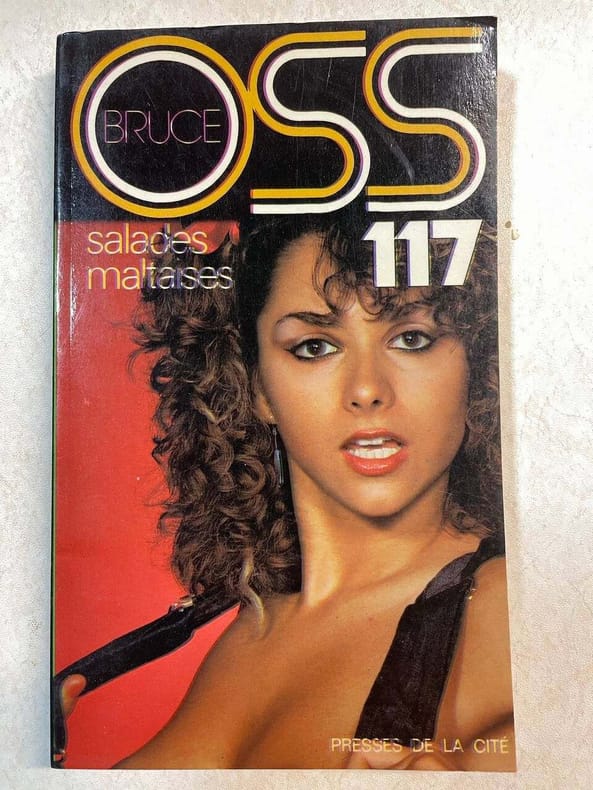 OSS
BRUCE
117
salades
maltaises
PRESSES DE LA CITÉ